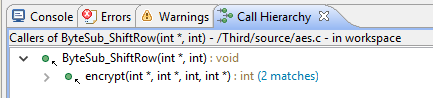 Console Errors Warnings Call Hierarchy
Callers of ByteSub_ShiftRow(int *, int) - /Third/source/aes.c - in workspace
ByteSub_ShiftRow(int *, int) : void
encrypt(int *, int *, int, int *) : int (2 matches)